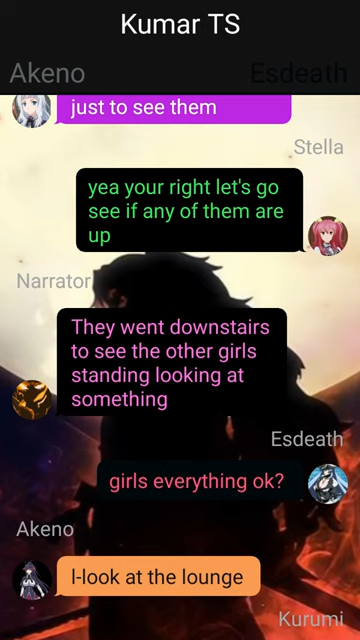 Kumar TS
Akeno
Esdeath
just to see them
Stella
yea your right let's go
see if any of them are
up
Narrator
They went downstairs
to see the other girls
standing looking at
something
Esdeath
girls everything ok?
Akeno
I-look at the lounge
Kurumi